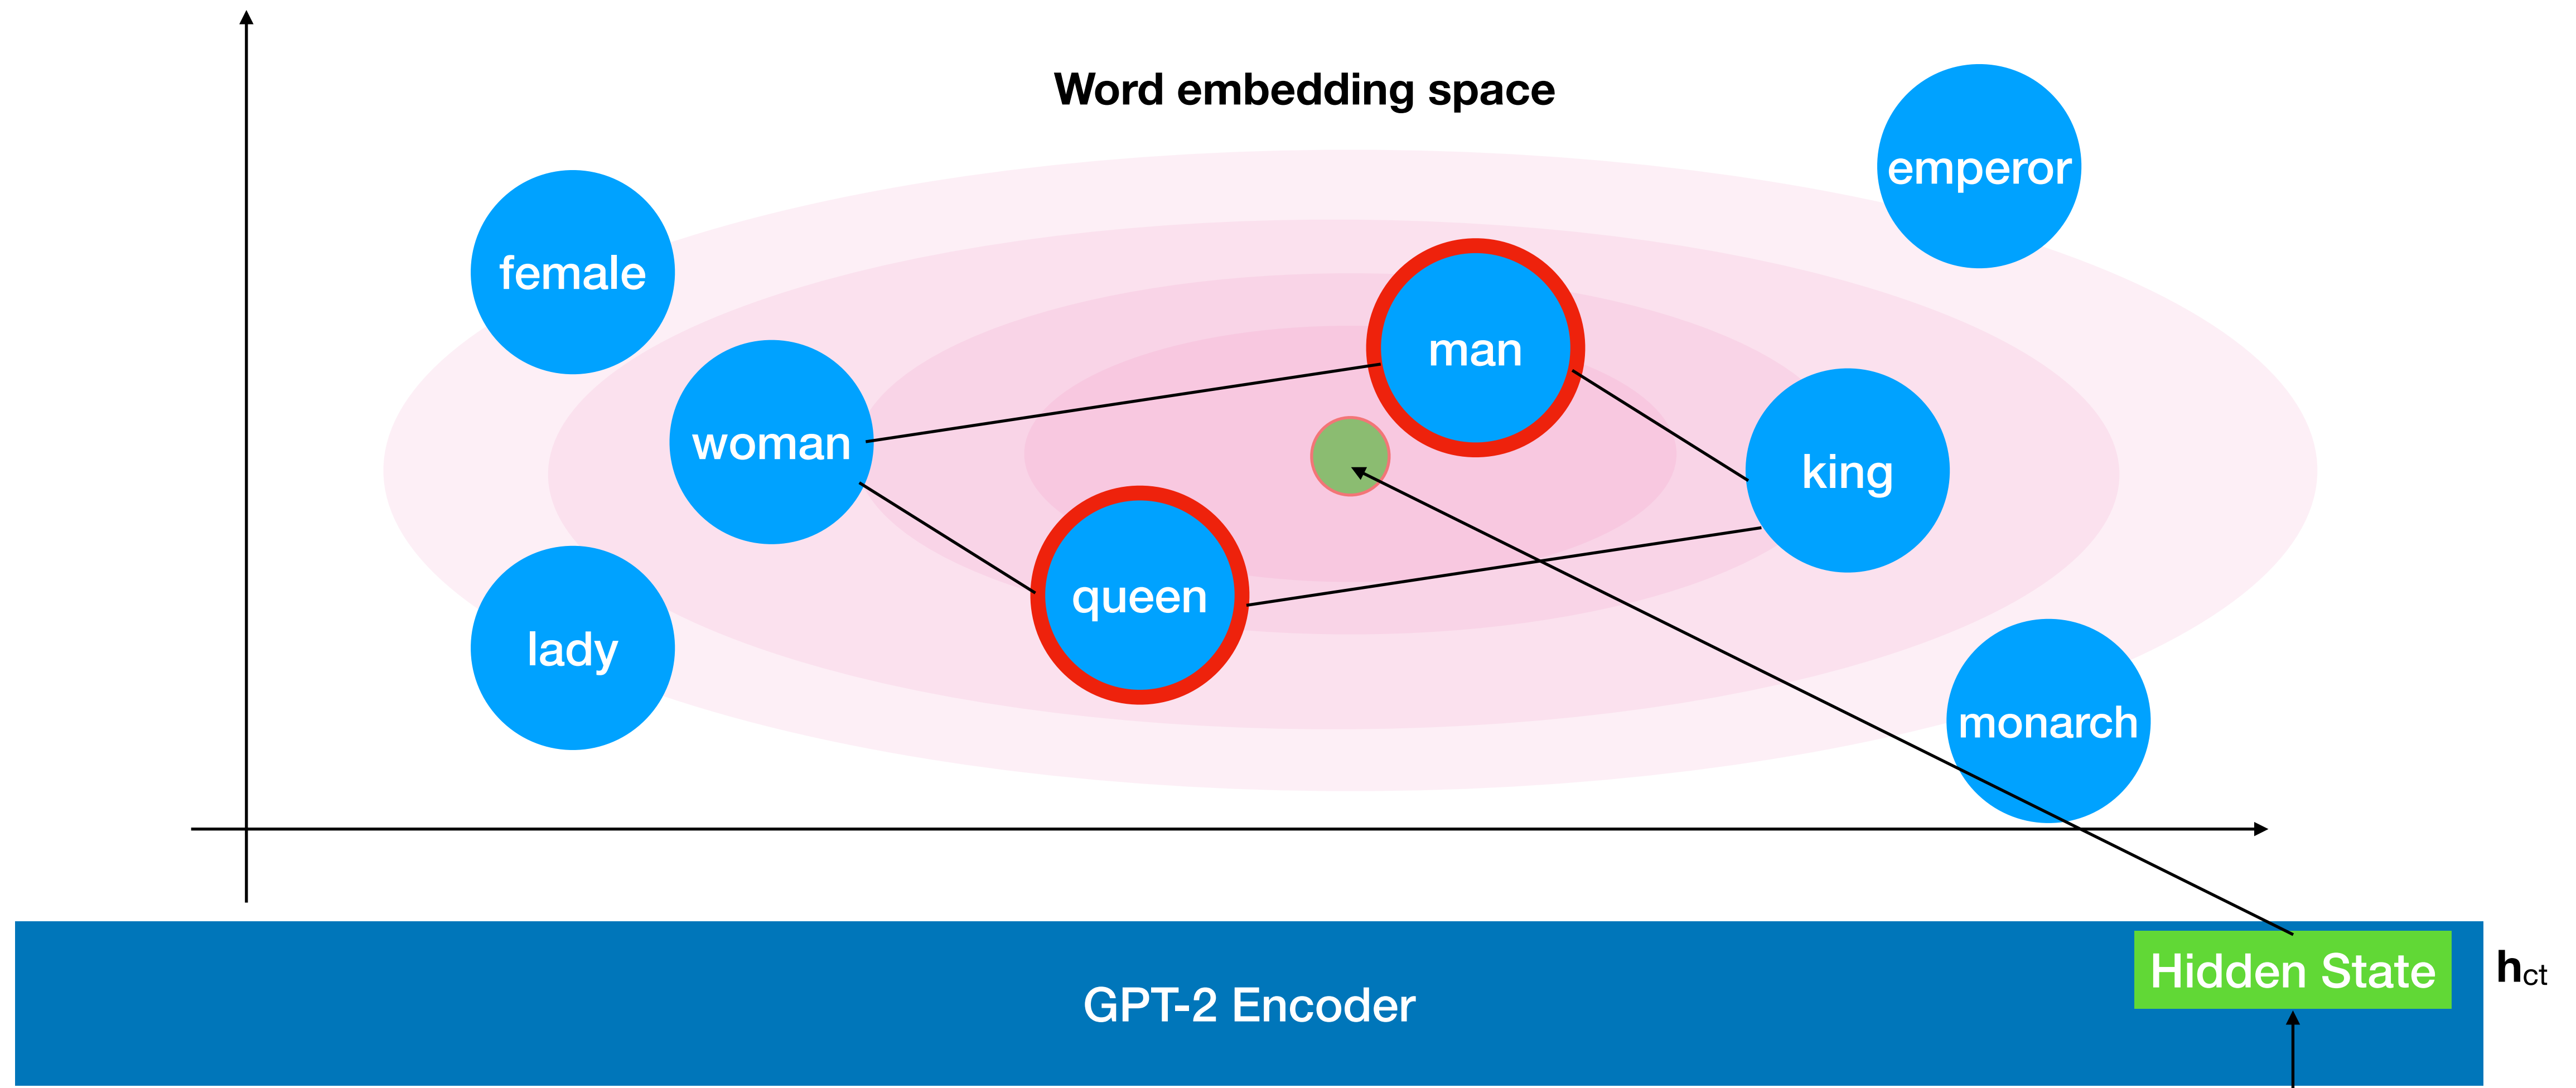 Word embedding space
emperor
female
man
woman
king
queen
lady
monarch
Hidden State
hct
GPT-2 Encoder